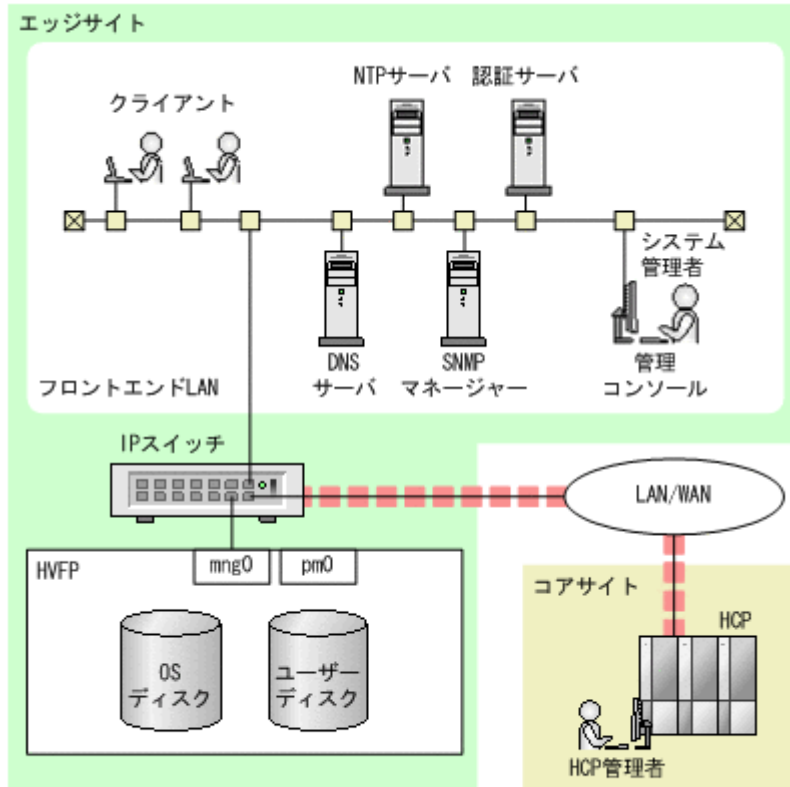 エッジサイト
NTPサーバ
認証サーバ
クライアント
システム
管理者
DNS
サーバ
SNMP
マネージャー
管理
コンソール
フロントエンドLAN
IPスイッチ
LAN/WAN
HVFP
mng0
pm0
コアサイト
HCP
OS
ディスク
ユーザー
ディスク
HCP管理者